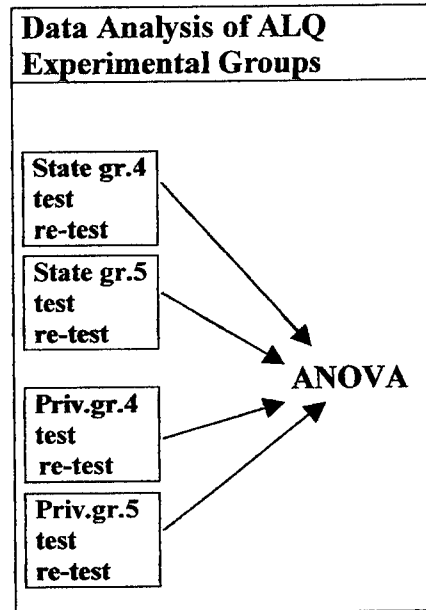 Data Analysis of ALQ
Experimental Groups
State gr.4
test
re-test
State gr.5
test
re-test
ANOVA
Priv.gr.4
test
re-test
Priv.gr.5
test
re-test